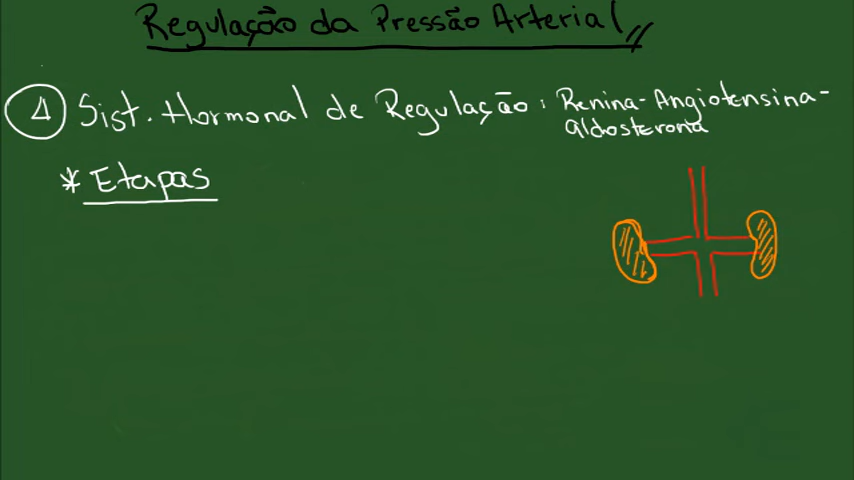 Regulação da Pressão Arterial
4 Sist. Hormonal de Regulação: Renina-Angiotensina-
aldosterona
* Etapas